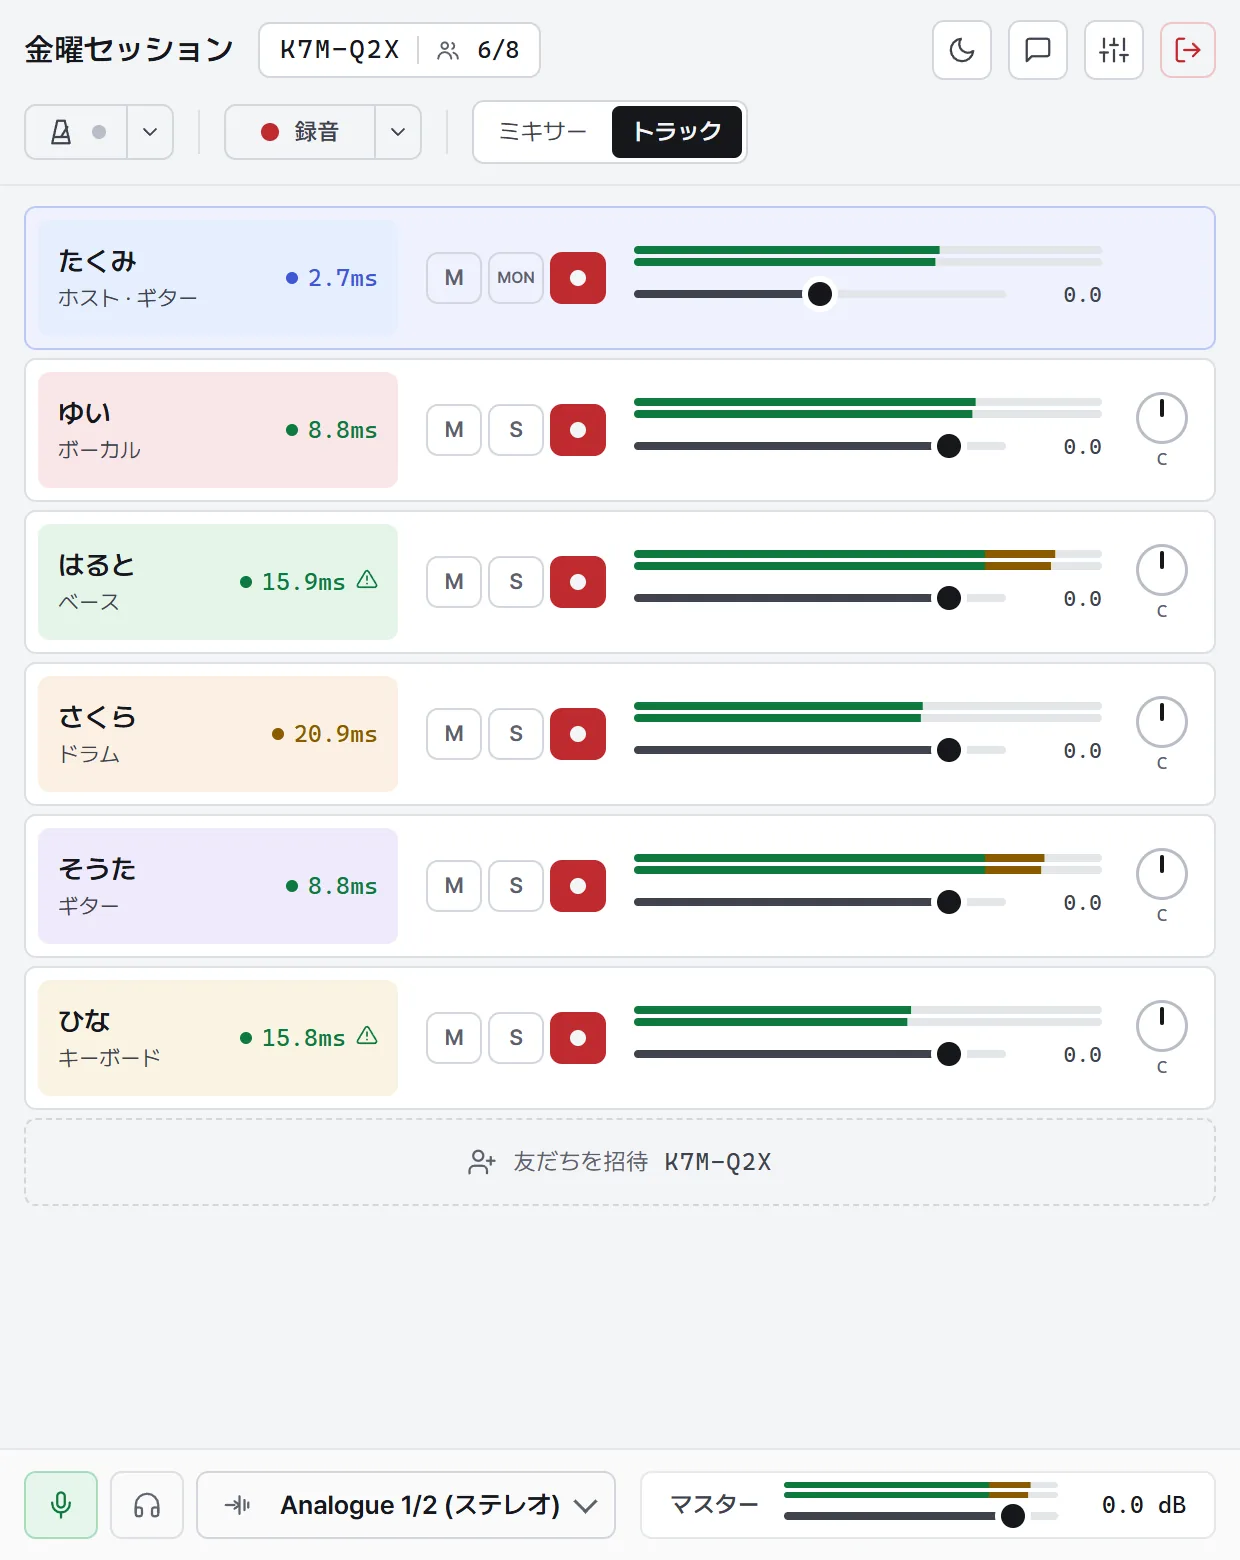 金曜セッション K7M-Q2X 6/8
録音 ミキサー トラック
たくみ
ホスト · ギター
2.7ms M MON 0.0
ゆい
ボーカル
8.8ms M S 0.0 C
はると
ベース
15.9ms M S 0.0 C
さくら
ドラム
20.9ms M S 0.0 C
そうた
ギター
8.8ms M S 0.0 C
ひな
キーボード
15.8ms M S 0.0 C
友だちを招待 K7M-Q2X
Analogue 1/2 (ステレオ) マスター 0.0 dB